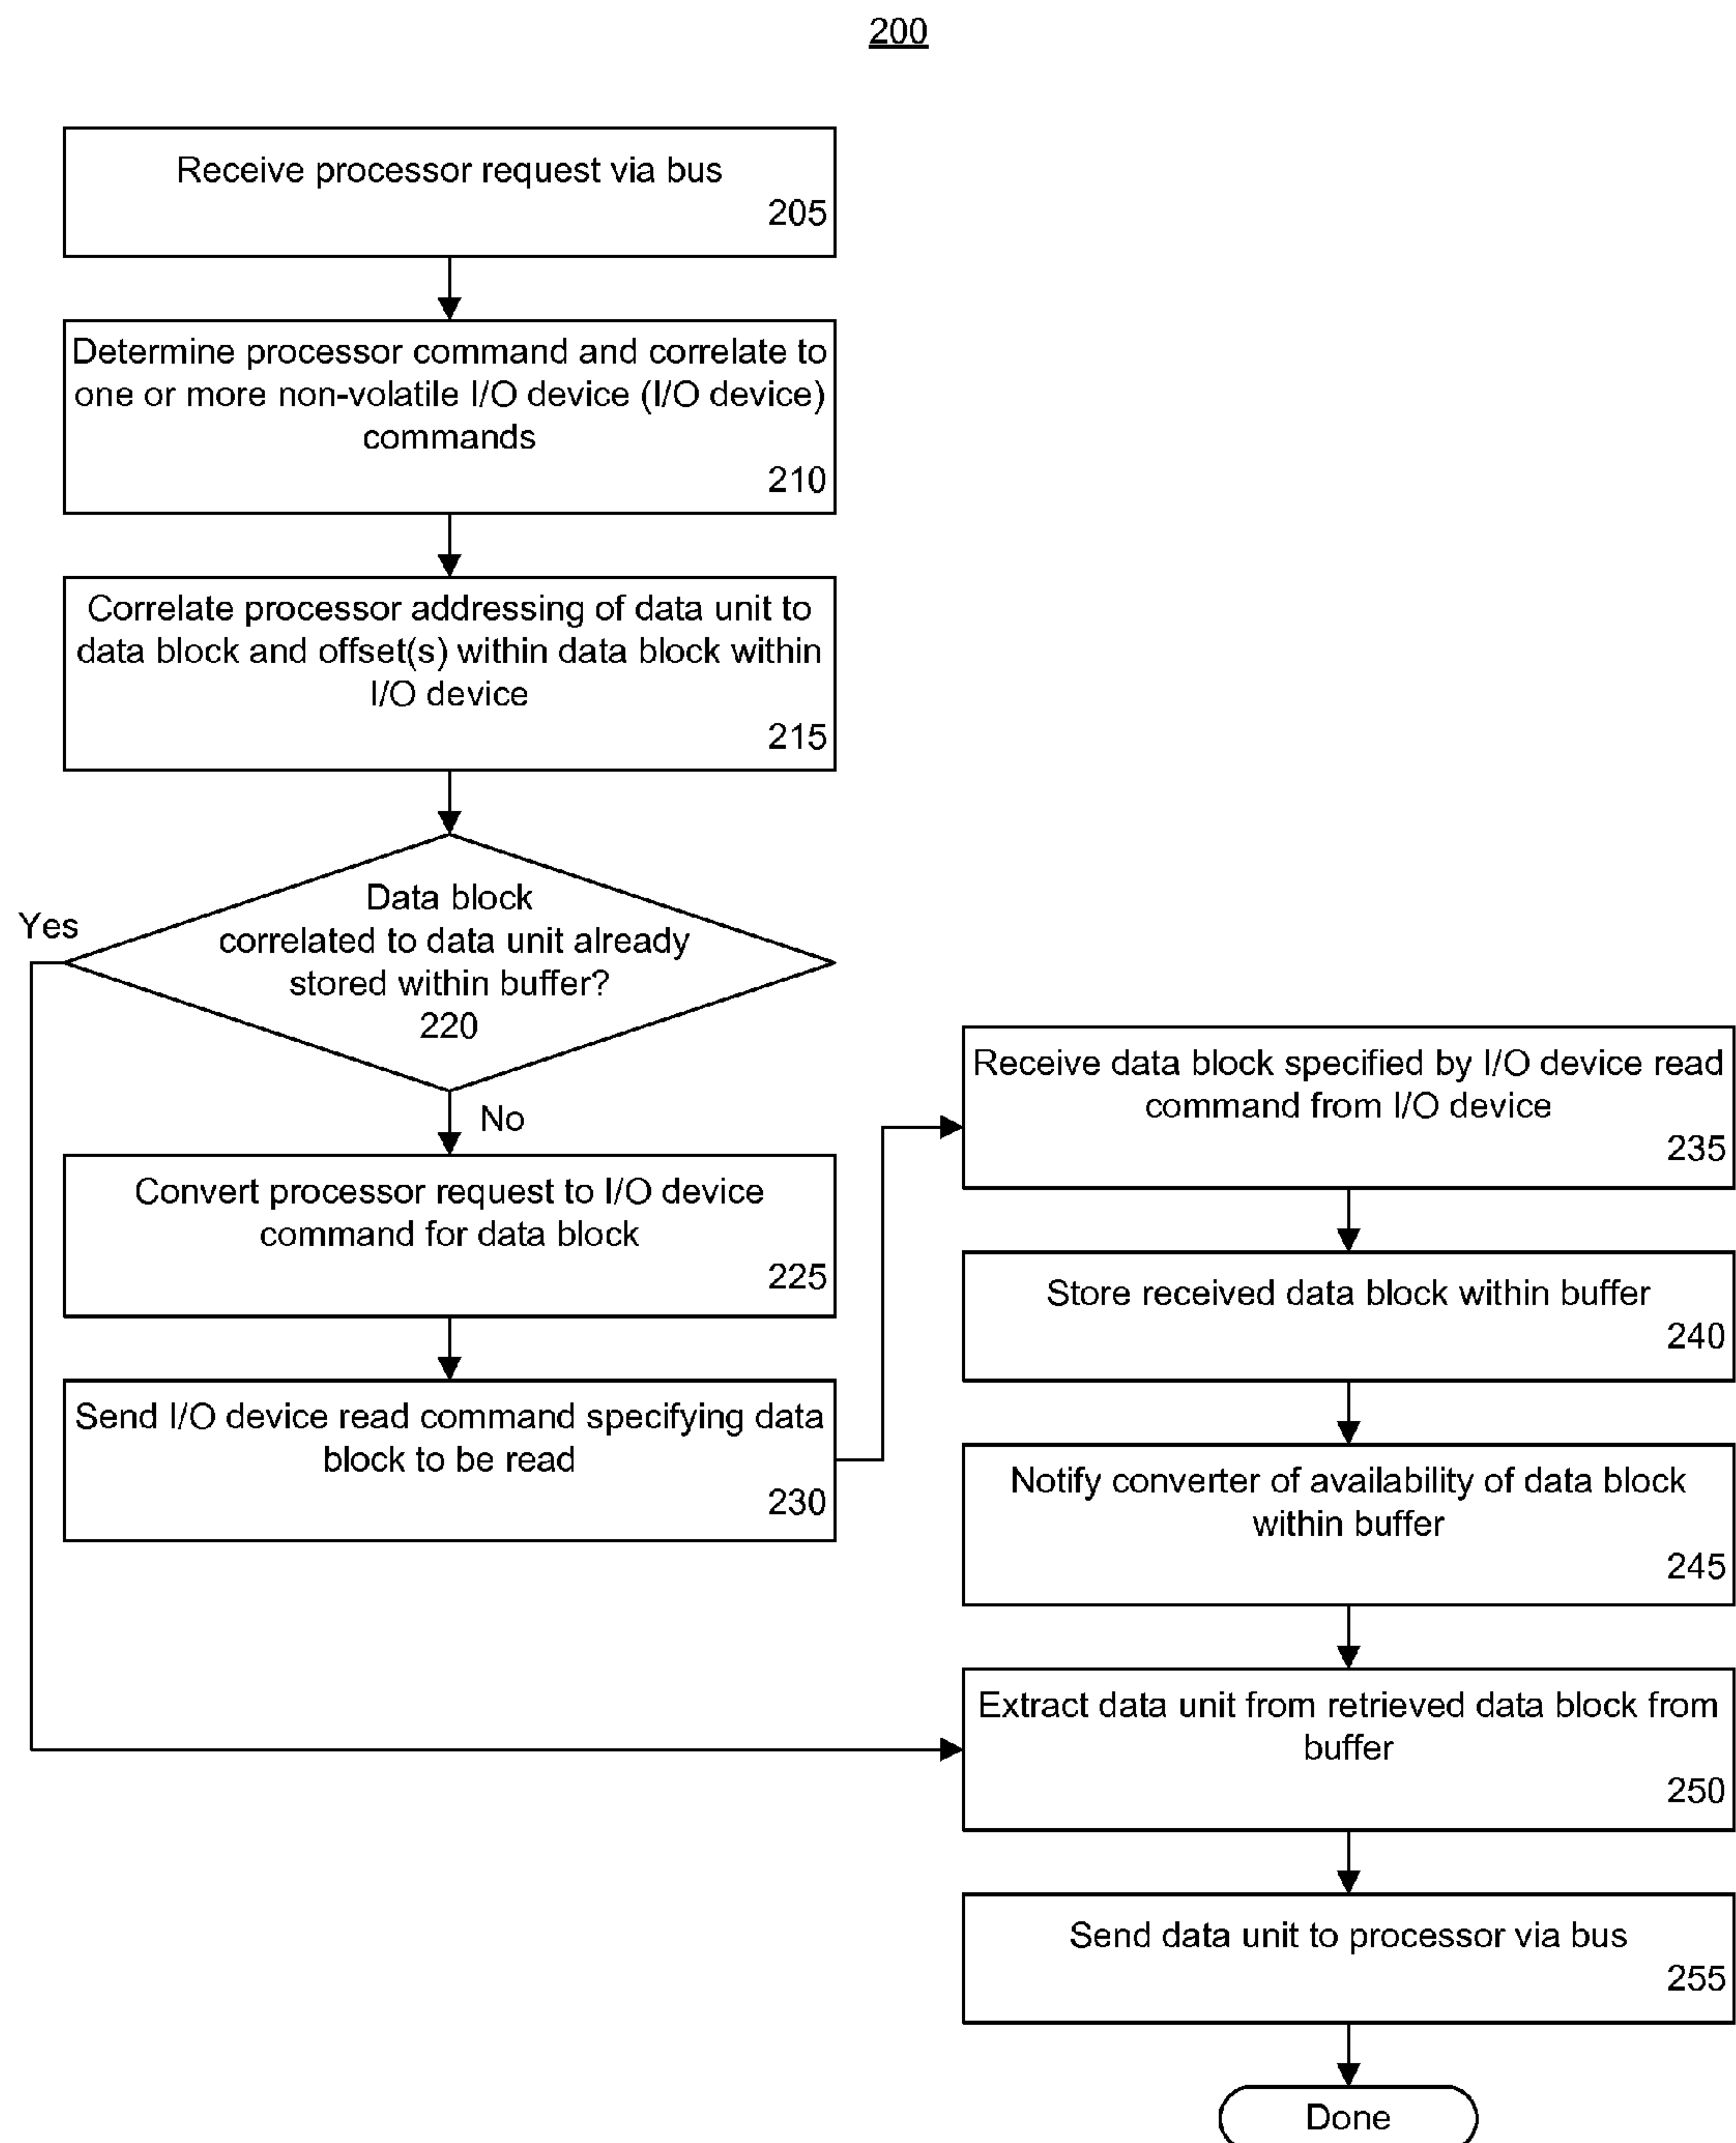 200
Receive processor request via bus
205
Determine processor command and correlate to
one or more non-volatile I/O device (I/O device)
commands
210
Correlate processor addressing of data unit to
data block and offset(s) within data block within
I/O device
215
Data block
correlated to data unit already
stored within buffer?
220
Yes
No
Convert processor request to I/O device
command for data block
225
Send I/O device read command specifying data
block to be read
230
Receive data block specified by I/O device read
command from I/O device
235
Store received data block within buffer
240
Notify converter of availability of data block
within buffer
245
Extract data unit from retrieved data block from
buffer
250
Send data unit to processor via bus
255
Done